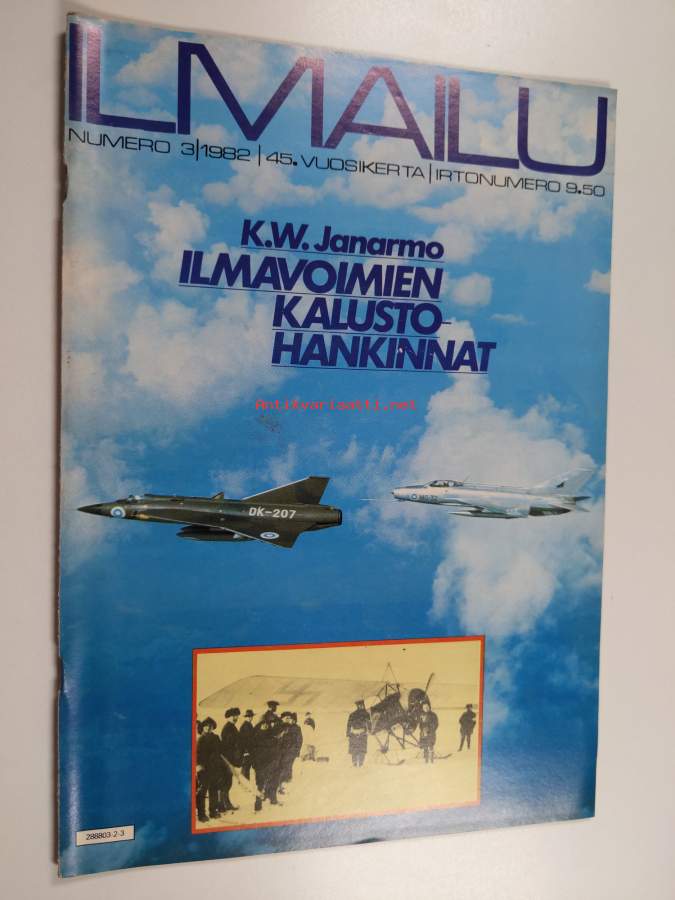 ILMAILU
NUMERO 3|1982 | 45. VUOSIKERTA | IRTONUMERO 9.50
K.W. Janarmo
ILMAVOIMIEN
KALUSTO-
HANKINNAT
Antikvariaatti.net
DK-207
288803-2-3